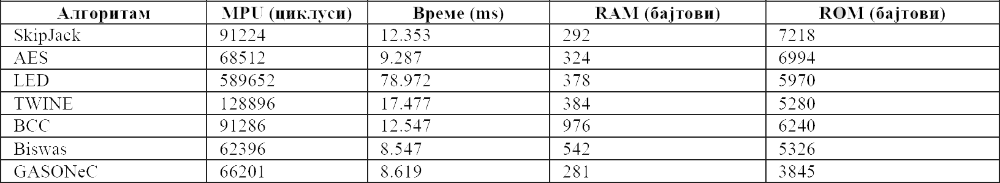 Алгоритам MPU (циклуси) Време (ms) RAM (бајтови) ROM (бајтови)
SkipJack 91224 12.353 292 7218
AES 68512 9.287 324 6994
LED 589652 78.972 378 5970
TWINE 128896 17.477 384 5280
BCC 91286 12.547 976 6240
Biswas 62396 8.547 542 5326
GASONeC 66201 8.619 281 3845